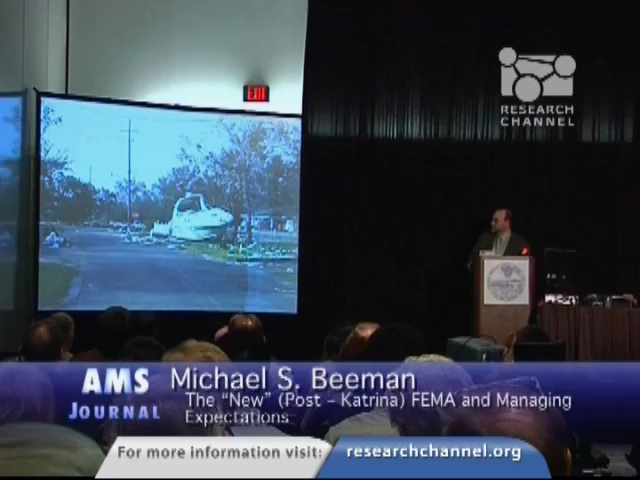 EXIT
RESEARCH
CHANNEL
AMS
JOURNAL
Michael S. Beeman
The "New" (Post - Katrina) FEMA and Managing
Expectations
For more information visit: researchchannel.org